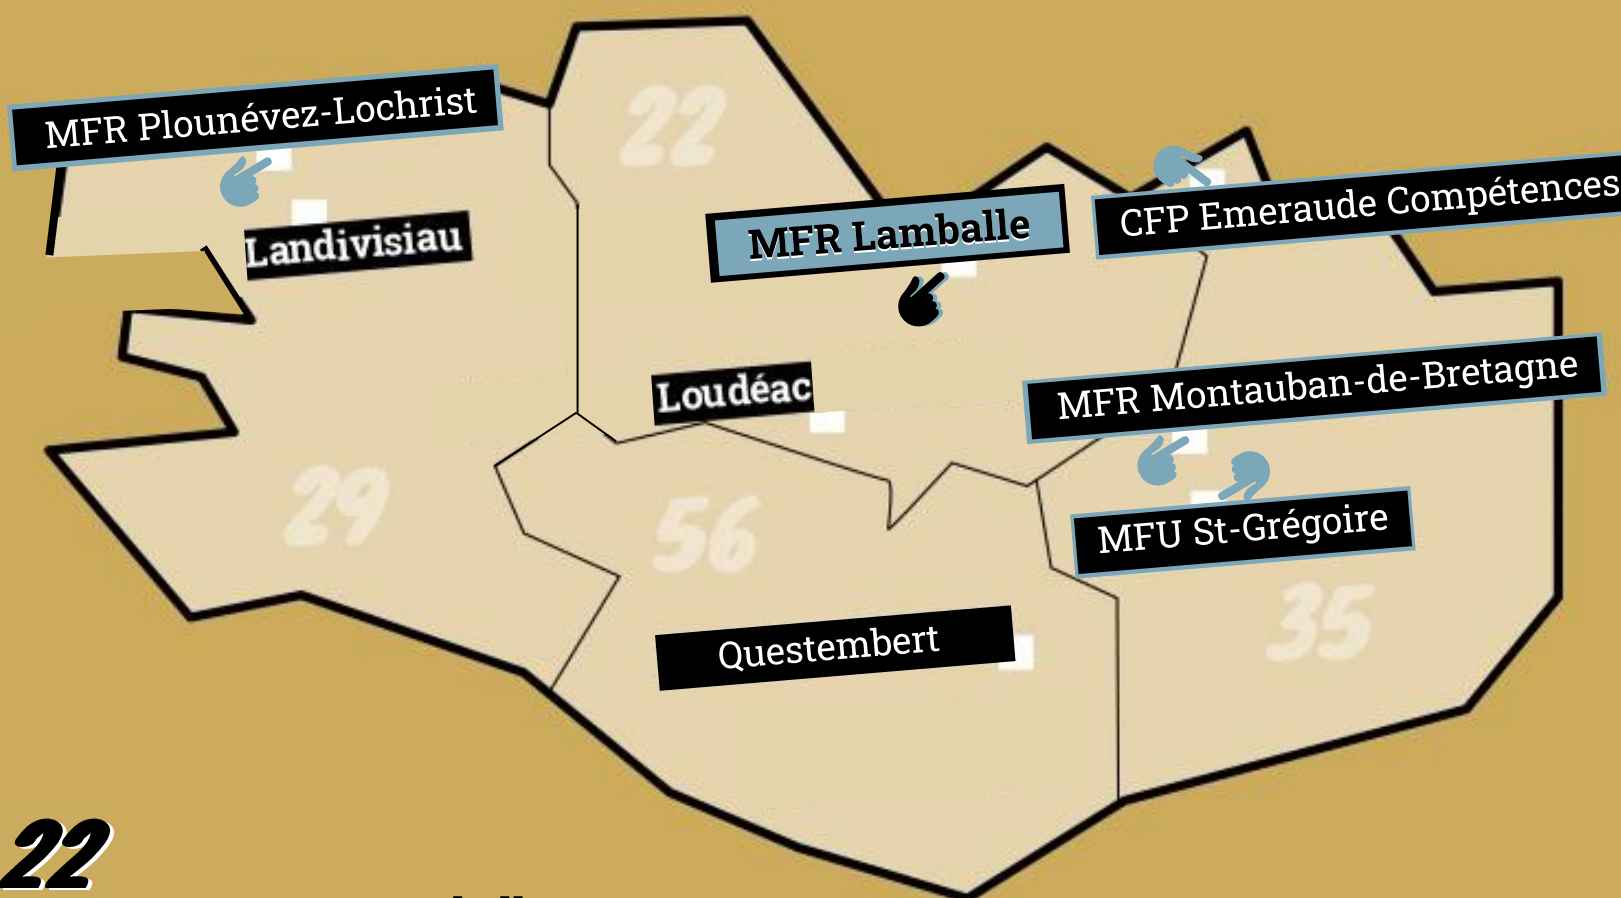 22
MFR Plounévez-Lochrist
Landivisiau
MFR Lamballe
CFP Emeraude Compétences
Loudéac
MFR Montauban-de-Bretagne
29
56
MFU St-Grégoire
35
Questembert
22